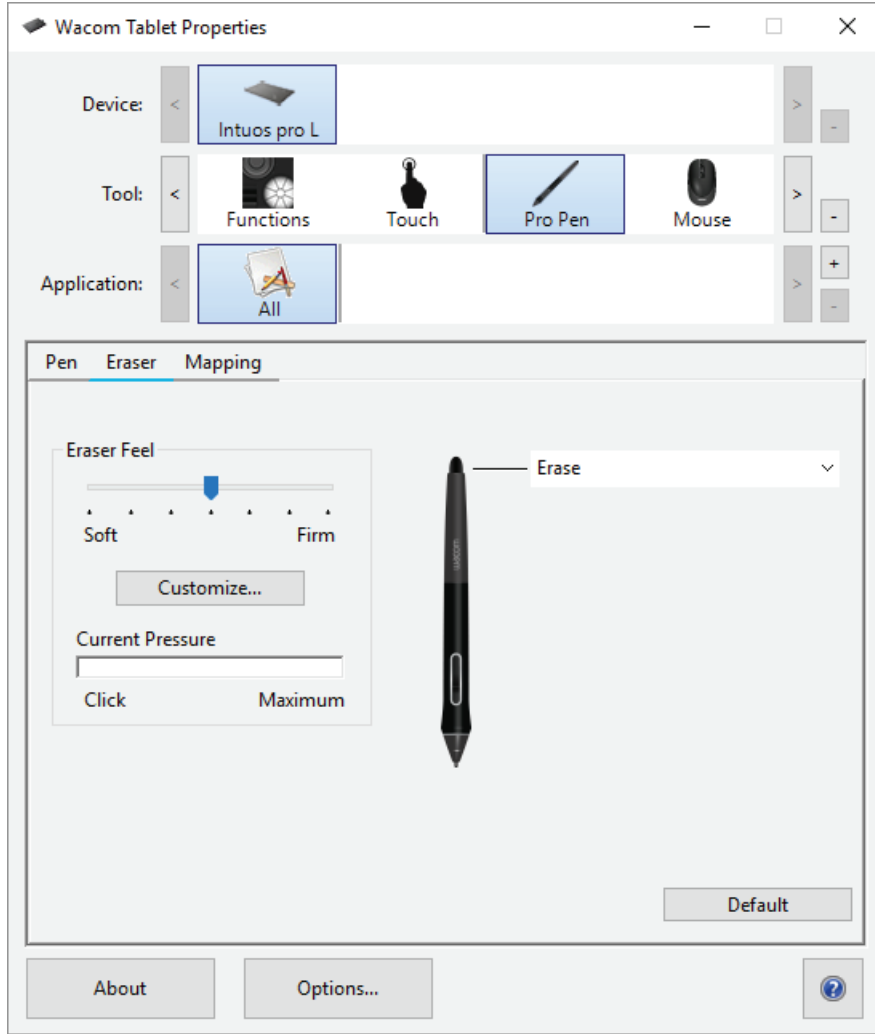 Wacom Tablet Properties
Device:
<
Intuos pro L
>
-
Tool:
<
Functions
Touch
Pro Pen
Mouse
>
-
Application:
<
All
>
+
-
Pen Eraser Mapping
Eraser Feel
Soft Firm
Customize...
Current Pressure
Click Maximum
Erase
wacom
Default
About
Options...
?